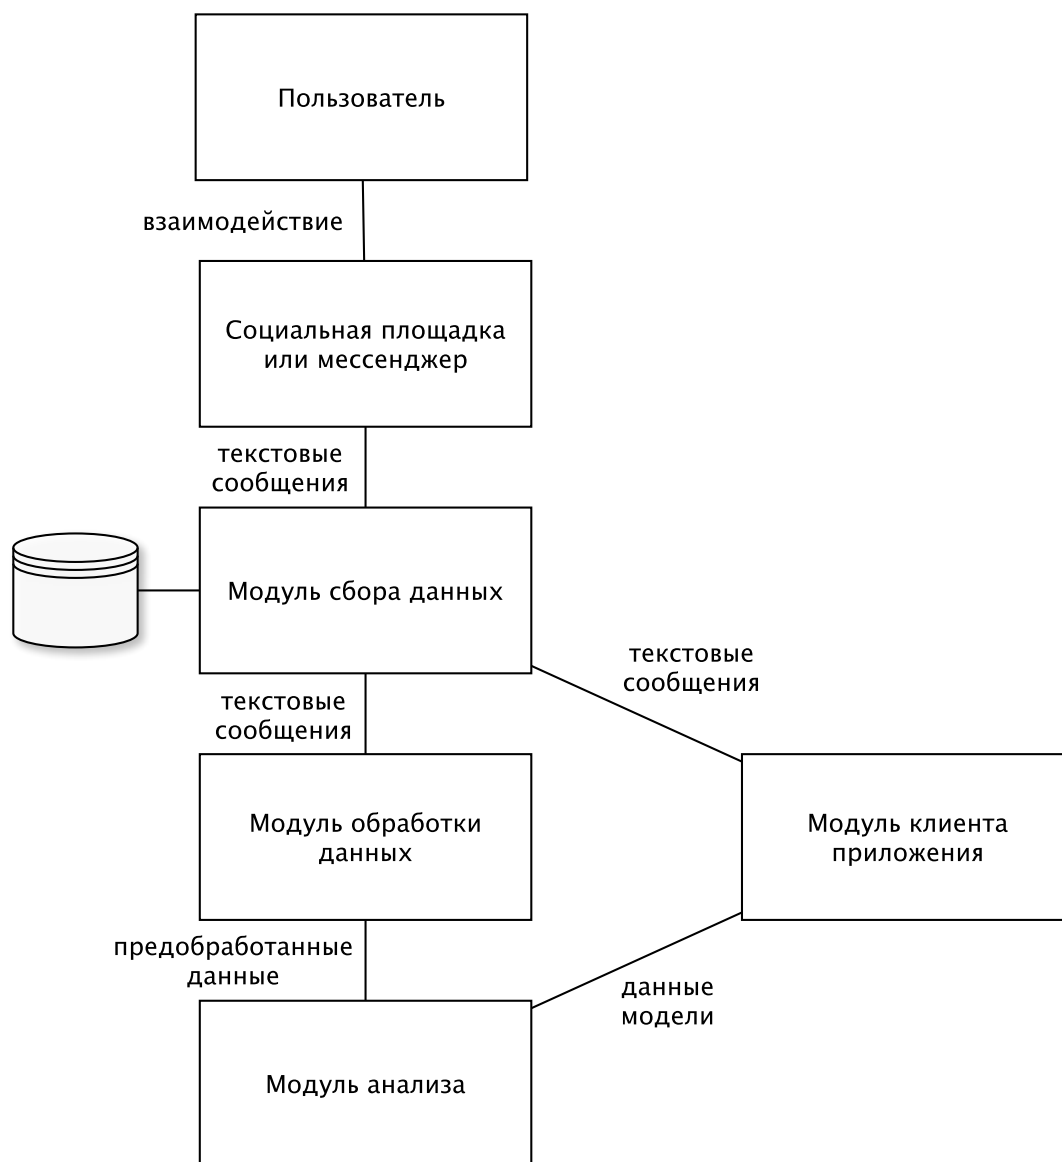 Пользователь
взаимодействие
Социальная площадка
или мессенджер
текстовые
сообщения
Модуль сбора данных
текстовые
сообщения
текстовые
сообщения
Модуль обработки
данных
Модуль клиента
приложения
предобработанные
данные
данные
модели
Модуль анализа